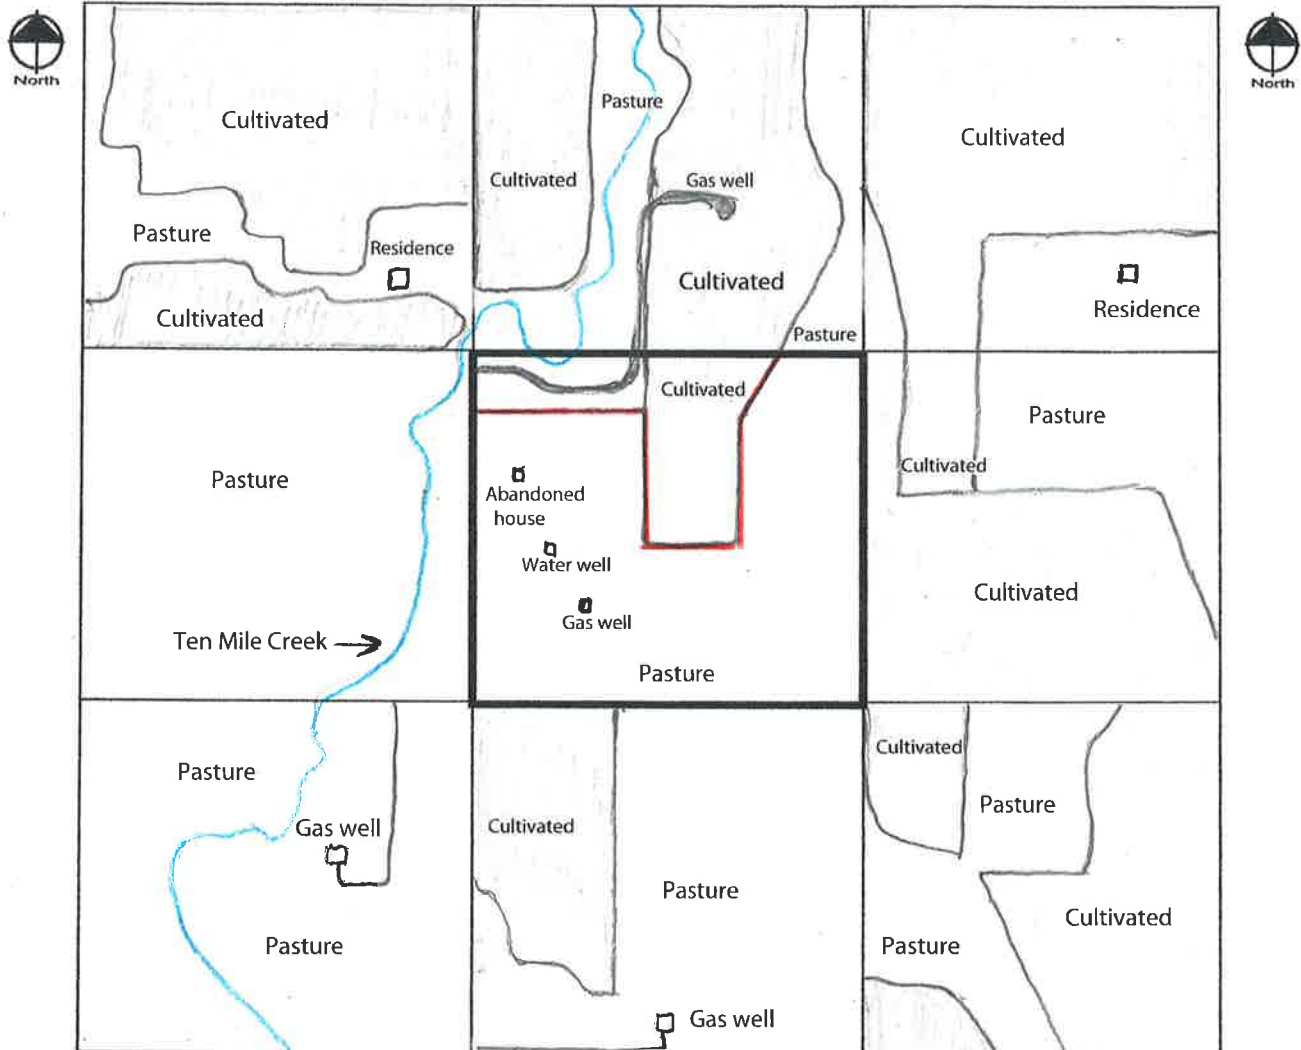 North
North
Cultivated
Pasture
Residence
Cultivated
Pasture
Cultivated
Gas well
Cultivated
Pasture
Cultivated
Residence
Pasture
Ten Mile Creek
Cultivated
Abandoned
house
Water well
Gas well
Pasture
Pasture
Cultivated
Cultivated
Pasture
Gas well
Pasture
Cultivated
Pasture
Gas well
Cultivated
Pasture
Cultivated
Pasture